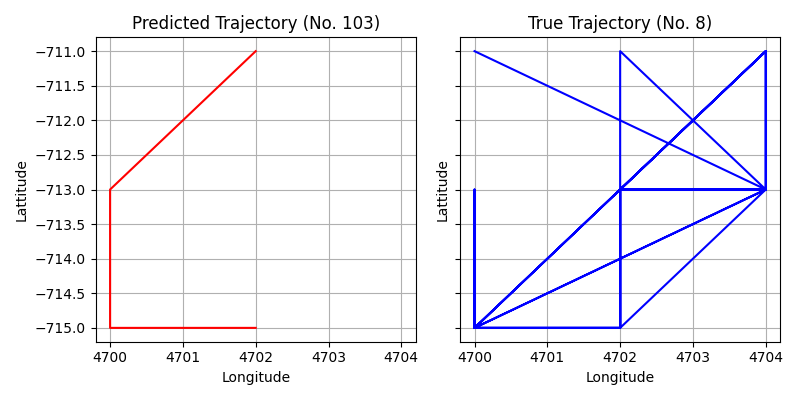 Predicted Trajectory (No. 103)
Lattitude
−711.0
−711.5
−712.0
−712.5
−713.0
−713.5
−714.0
−714.5
−715.0
4700 4701 4702 4703 4704
Longitude
True Trajectory (No. 8)
Lattitude
4700 4701 4702 4703 4704
Longitude